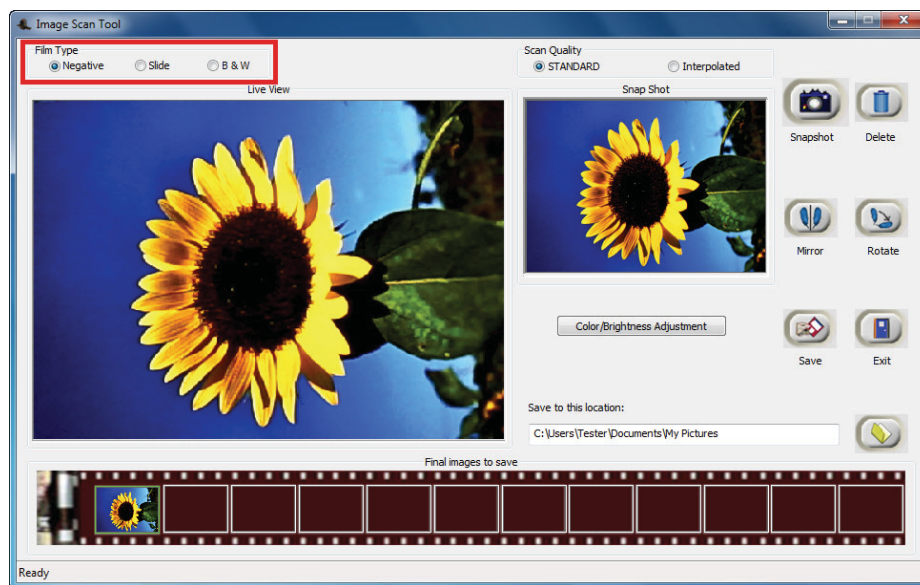 Image Scan Tool
Film Type
Negative Slide B & W
Scan Quality
STANDARD Interpolated
Live View
Snap Shot
Snapshot Delete
Mirror Rotate
Color/Brightness Adjustment
Save Exit
Save to this location:
C:\Users\Tester\Documents\My Pictures
Final images to save
Ready